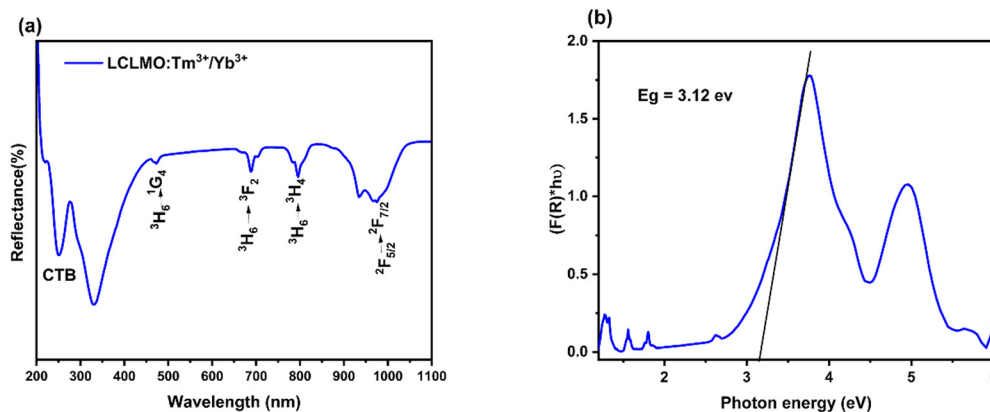 (a)
LCLMO:Tm³⁺/Yb³⁺
Reflectance(%)
CTB
³H₆→¹G₄
³H₆→³F₂
³H₆→³H₄
²F₅/₂→²F₇/₂
200 300 400 500 600 700 800 900 1000 1100
Wavelength (nm)
(b)
Eg = 3.12 ev
(F(R)*hυ)
2.0
1.5
1.0
0.5
0.0
2 3 4 5
Photon energy (eV)